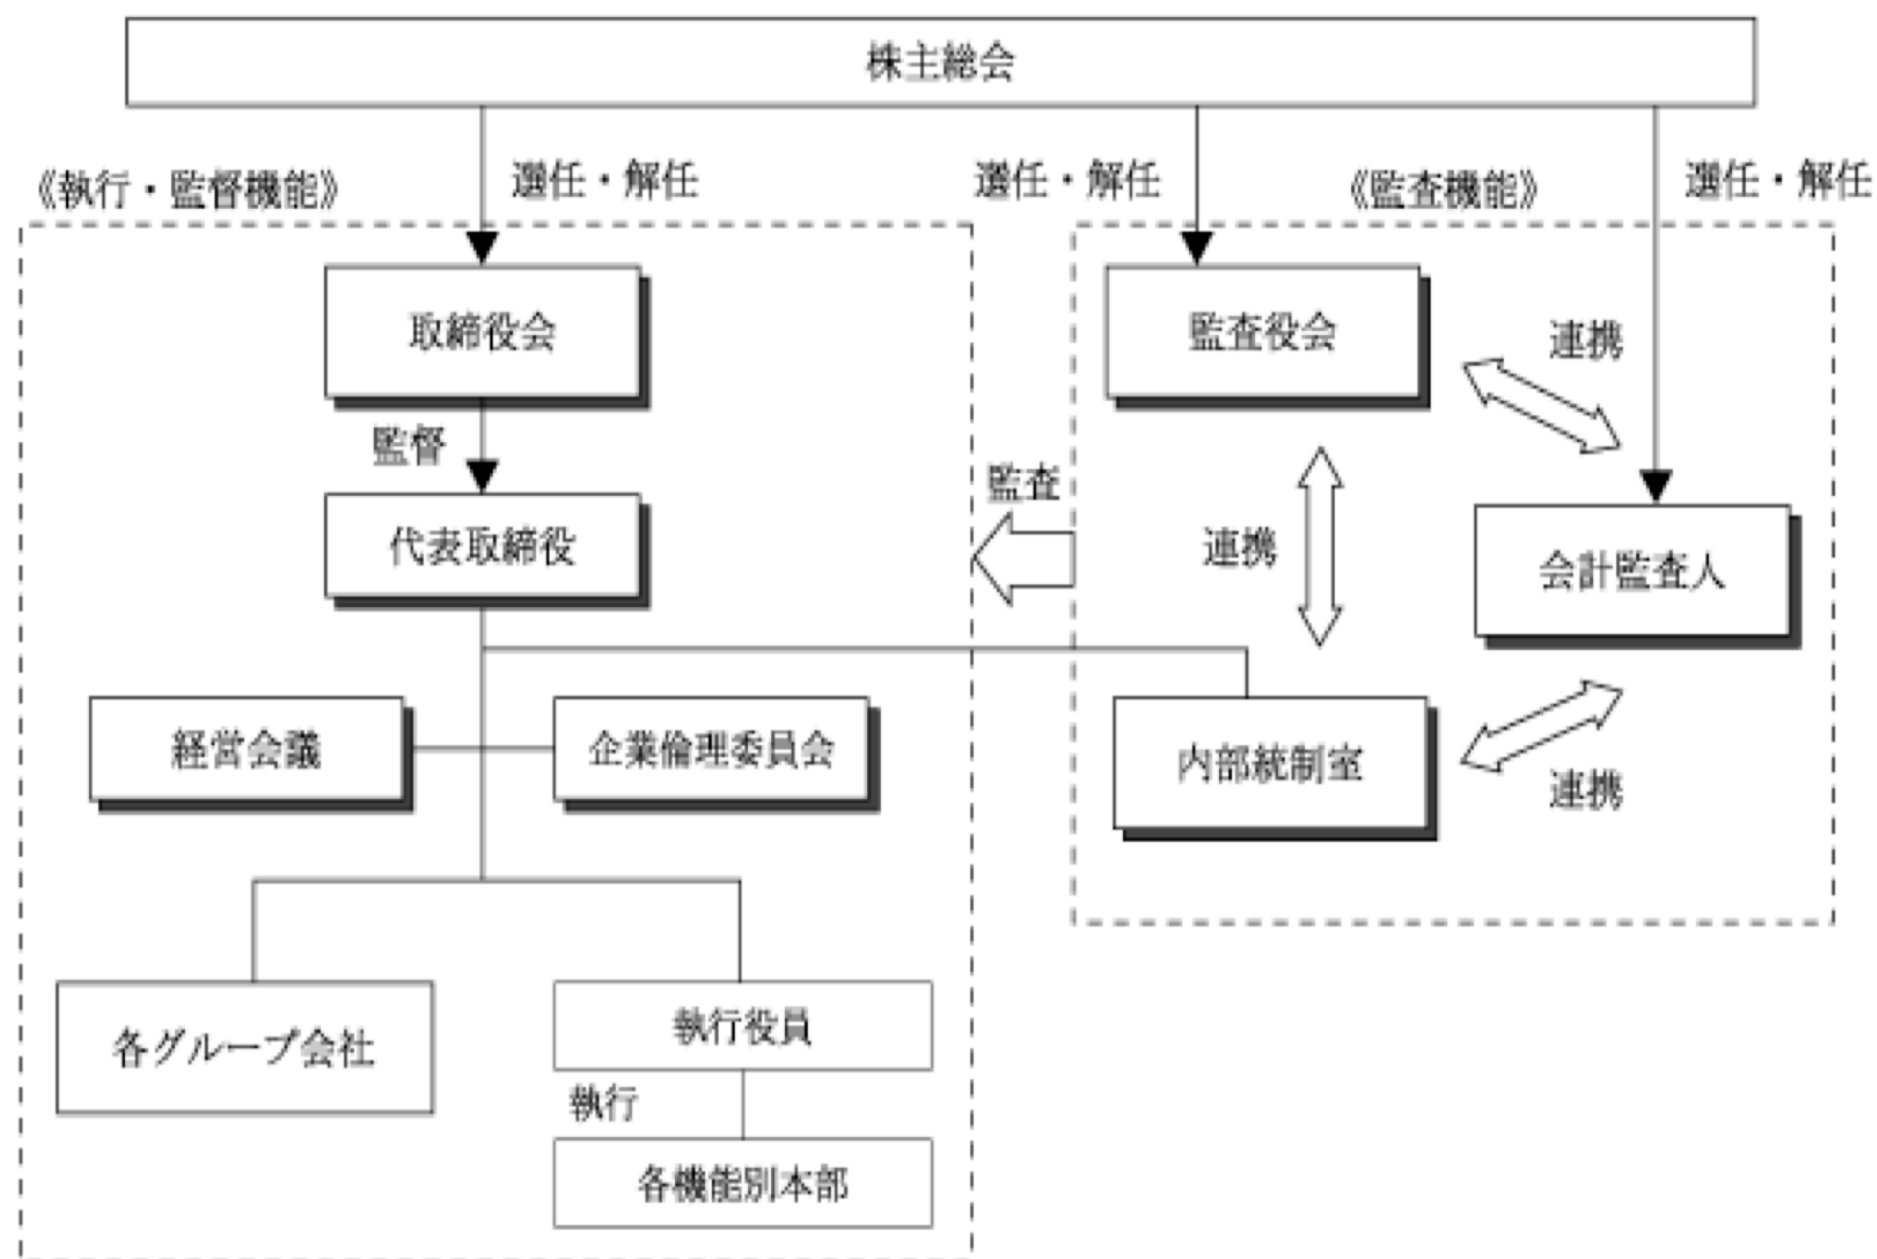 株主総会
《執行・監督機能》
選任・解任
選任・解任
《監査機能》
選任・解任
取締役会
監査役会
連携
監督
監査
代表取締役
連携
会計監査人
経営会議
企業倫理委員会
内部統制室
連携
各グループ会社
執行役員
執行
各機能別本部